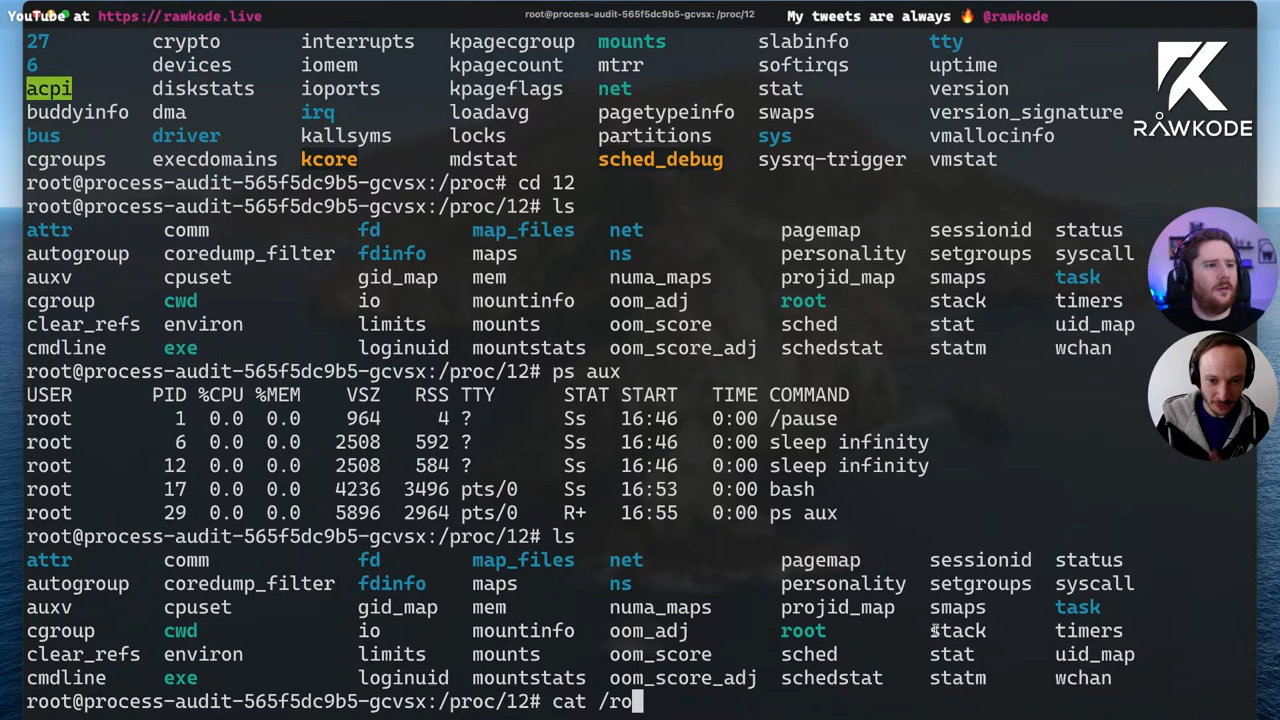 YouTube at https://rawkode.live root@process-audit-565f5dc9b5-gcvsx: /proc/12 My tweets are always 🔥 @rawkode
27 crypto interrupts kpagecgroup mounts slabinfo tty
6 devices iomem kpagecount mtrr softirqs uptime
acpi diskstats ioports kpageflags net stat version
buddyinfo dma irq loadavg pagetypeinfo swaps version_signature
bus driver kallsyms locks partitions sys vmallocinfo
cgroups execdomains kcore mdstat sched_debug sysrq-trigger vmstat
RAWKODE
root@process-audit-565f5dc9b5-gcvsx:/proc# cd 12
root@process-audit-565f5dc9b5-gcvsx:/proc/12# ls
attr comm fd map_files net pagemap sessionid status
autogroup coredump_filter fdinfo maps ns personality setgroups syscall
auxv cpuset gid_map mem numa_maps projid_map smaps task
cgroup cwd io mountinfo oom_adj root stack timers
clear_refs environ limits mounts oom_score sched stat uid_map
cmdline exe loginuid mountstats oom_score_adj schedstat statm wchan
root@process-audit-565f5dc9b5-gcvsx:/proc/12# ps aux
USER PID %CPU %MEM VSZ RSS TTY STAT START TIME COMMAND
root 1 0.0 0.0 964 4 ? Ss 16:46 0:00 /pause
root 6 0.0 0.0 2508 592 ? Ss 16:46 0:00 sleep infinity
root 12 0.0 0.0 2508 584 ? Ss 16:46 0:00 sleep infinity
root 17 0.0 0.0 4236 3496 pts/0 Ss 16:53 0:00 bash
root 29 0.0 0.0 5896 2964 pts/0 R+ 16:55 0:00 ps aux
root@process-audit-565f5dc9b5-gcvsx:/proc/12# ls
attr comm fd map_files net pagemap sessionid status
autogroup coredump_filter fdinfo maps ns personality setgroups syscall
auxv cpuset gid_map mem numa_maps projid_map smaps task
cgroup cwd io mountinfo oom_adj root stack timers
clear_refs environ limits mounts oom_score sched stat uid_map
cmdline exe loginuid mountstats oom_score_adj schedstat statm wchan
root@process-audit-565f5dc9b5-gcvsx:/proc/12# cat /ro